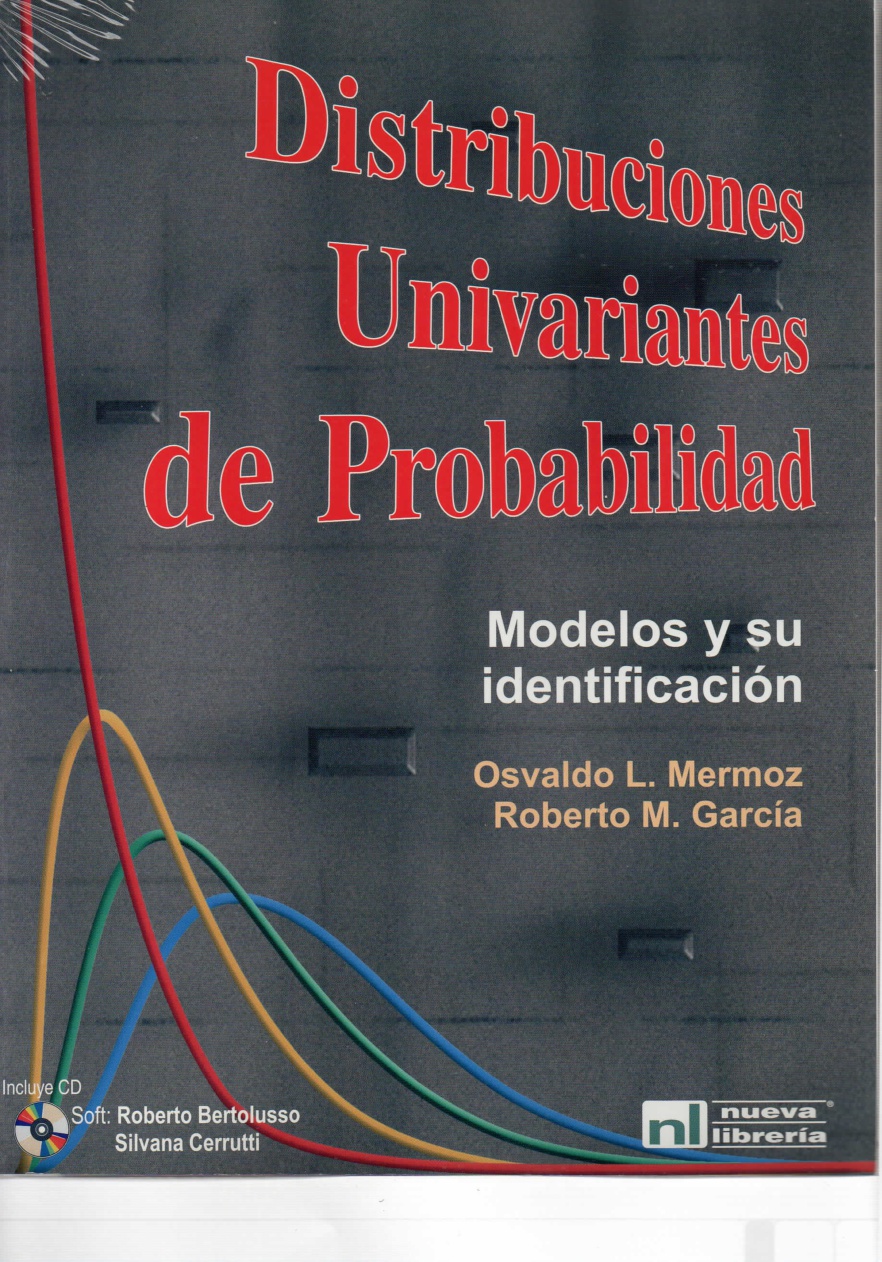 Distribuciones
Univariantes
de Probabilidad
Modelos y su
identificación
Osvaldo L. Mermoz
Roberto M. García
Incluye CD
Soft: Roberto Bertolusso
Silvana Cerrutti
nl nueva®
librería